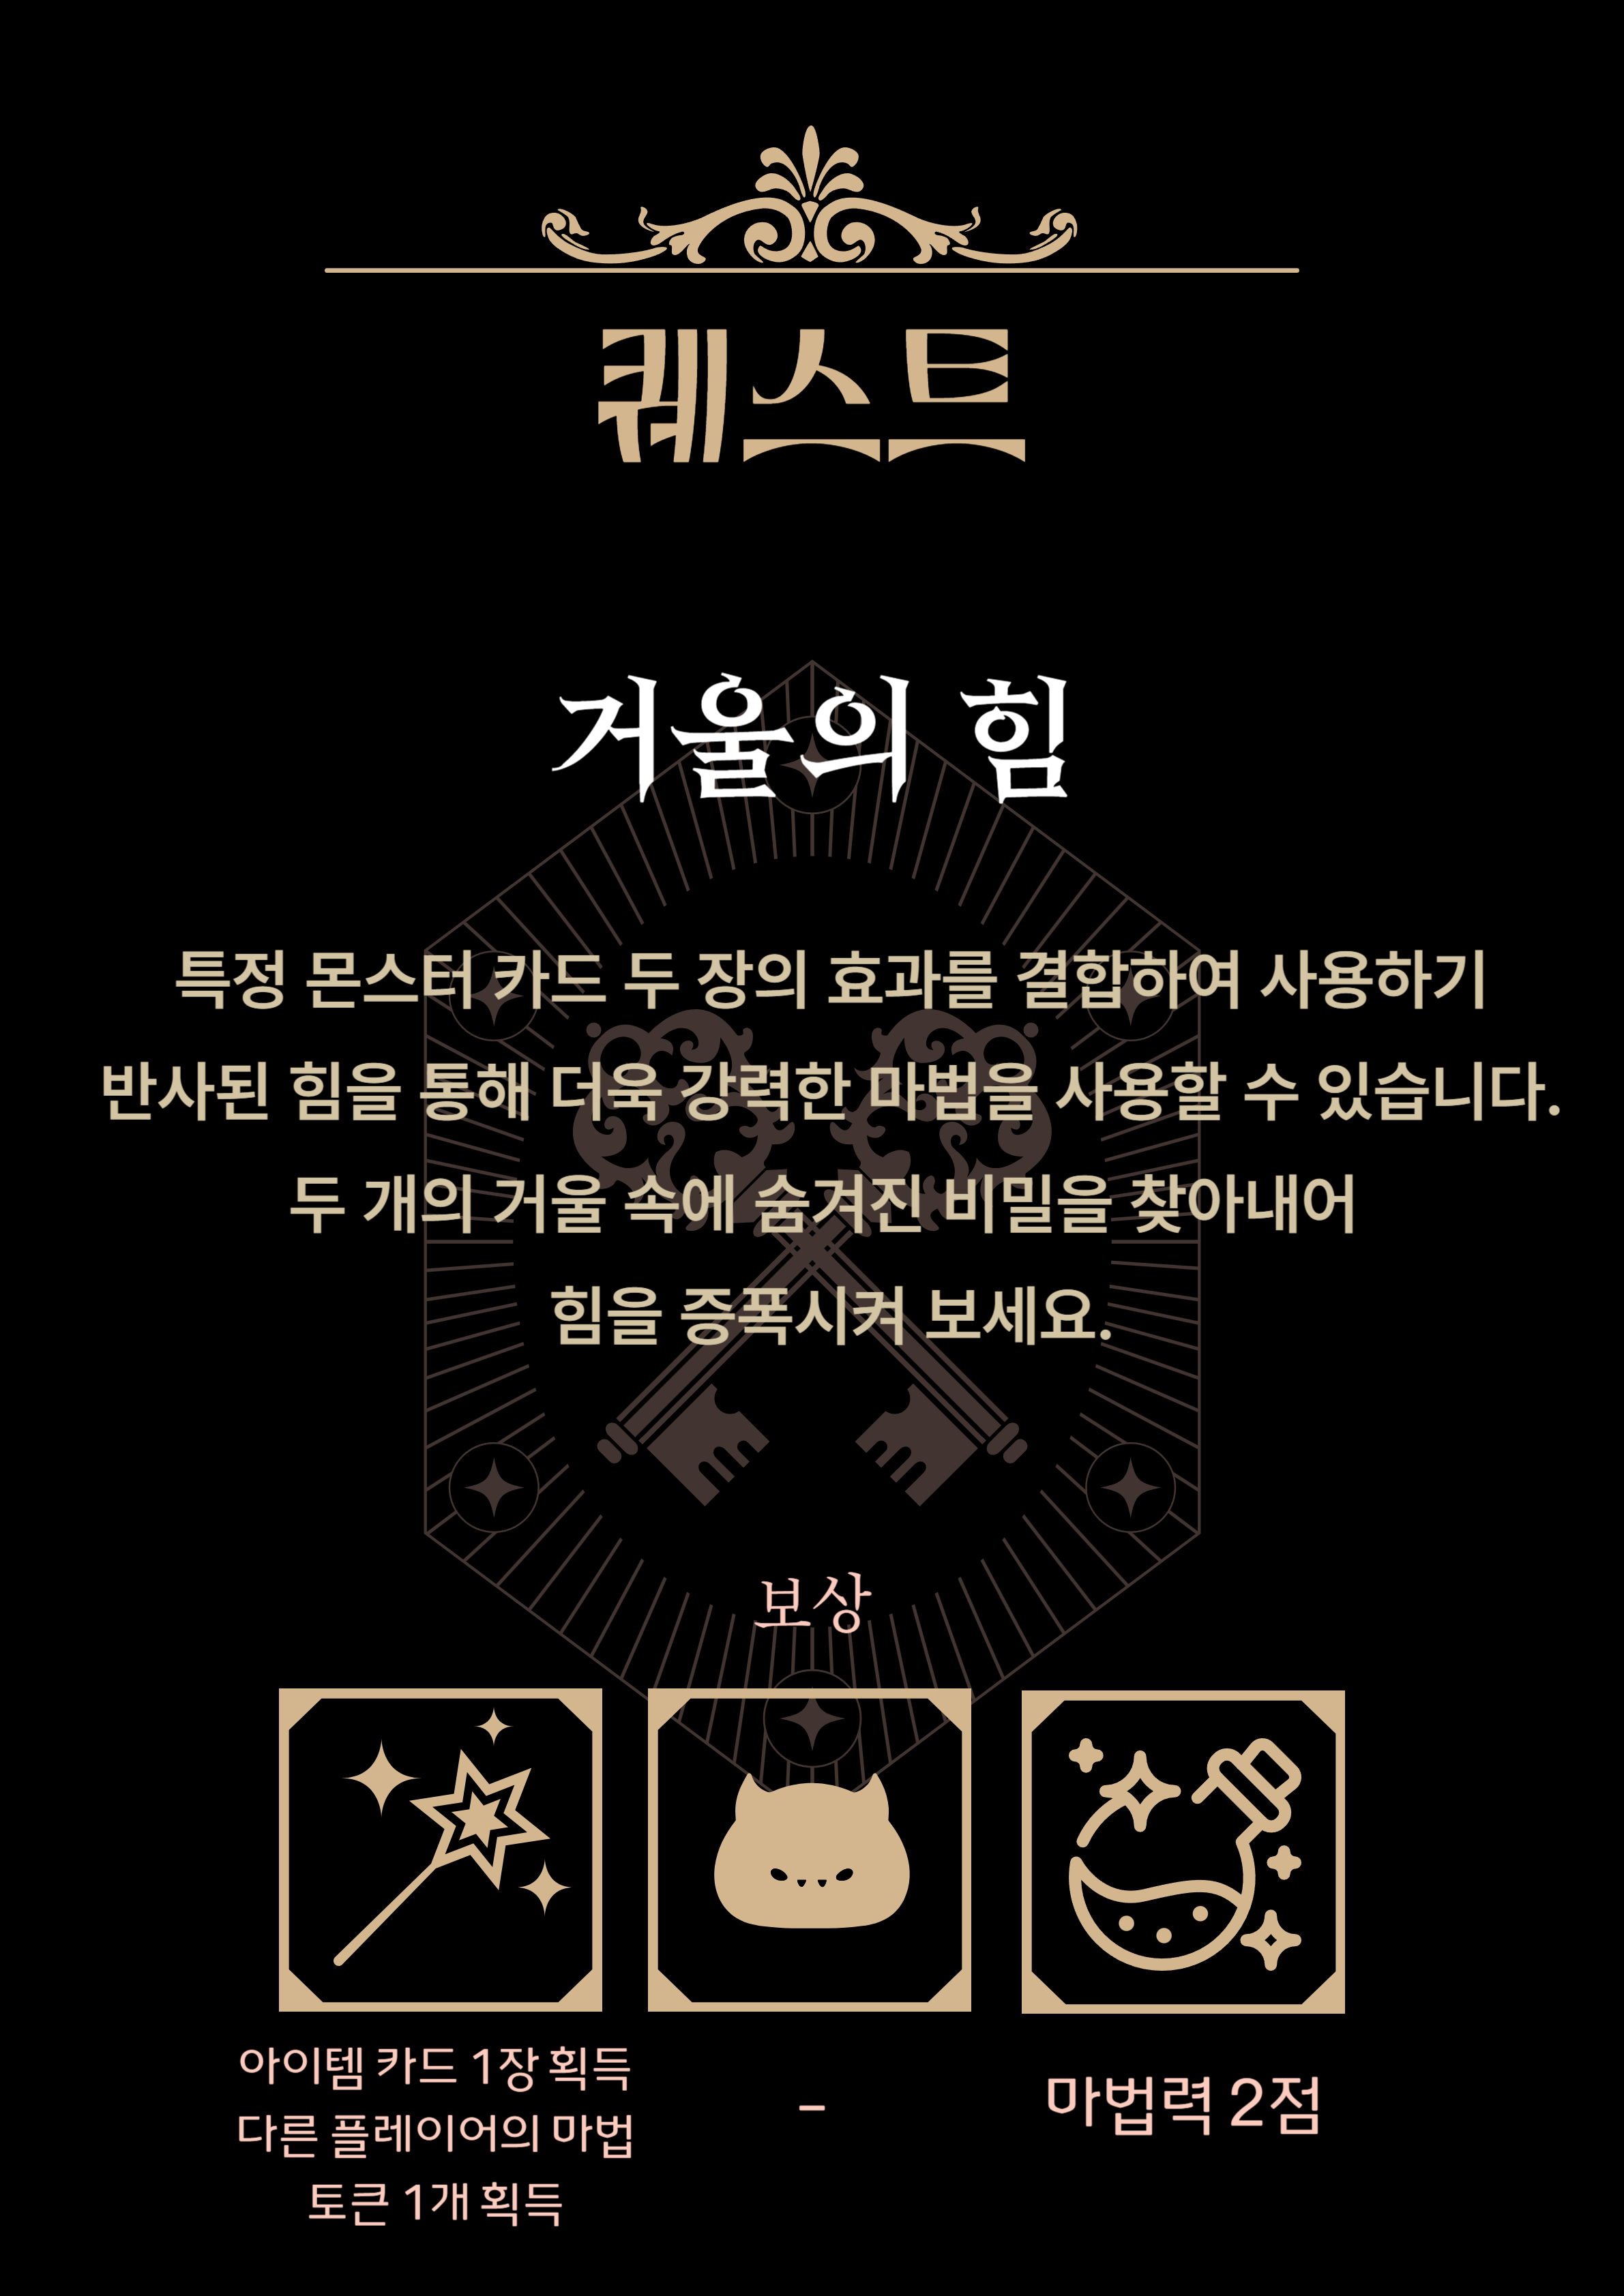 퀘스트
거울의 힘
특정 몬스터 카드 두 장의 효과를 결합하여 사용하기
반사된 힘을 통해 더욱 강력한 마법을 사용할 수 있습니다.
두 개의 거울 속에 숨겨진 비밀을 찾아내어
힘을 증폭시켜 보세요.
보상
아이템 카드 1장 획득
다른 플레이어의 마법
토큰 1개 획득
-
마법력 2점